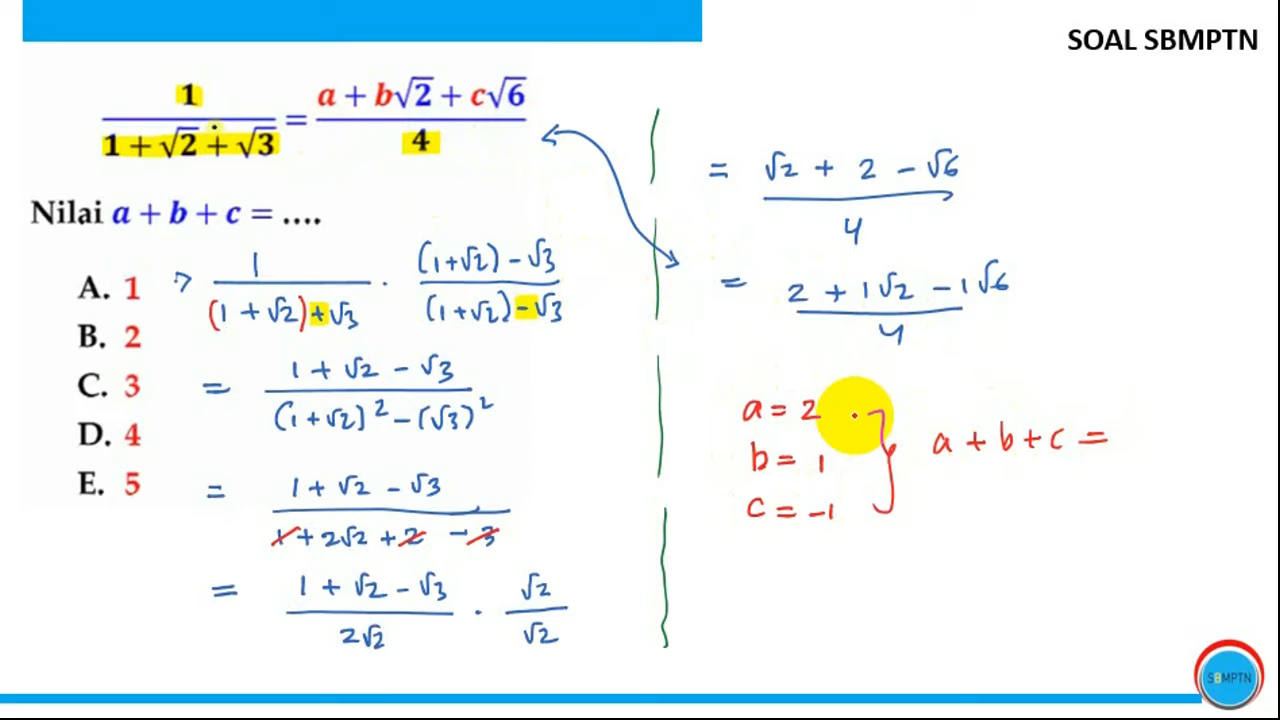 SOAL SBMPTN
1/(1 + √2 + √3) = (a + b√2 + c√6)/4
Nilai a + b + c = ....
A. 1
B. 2
C. 3
D. 4
E. 5
1/((1 + √2) + √3) · ((1+√2) - √3)/((1+√2) - √3)
= (1 + √2 - √3)/((1+√2)² - (√3)²)
= (1 + √2 - √3)/(1 + 2√2 + 2 - 3)
= (1 + √2 - √3)/(2√2) · √2/√2
= (√2 + 2 - √6)/4
= (2 + 1√2 - 1√6)/4
a = 2
b = 1
c = -1
a + b + c =
SBMPTN